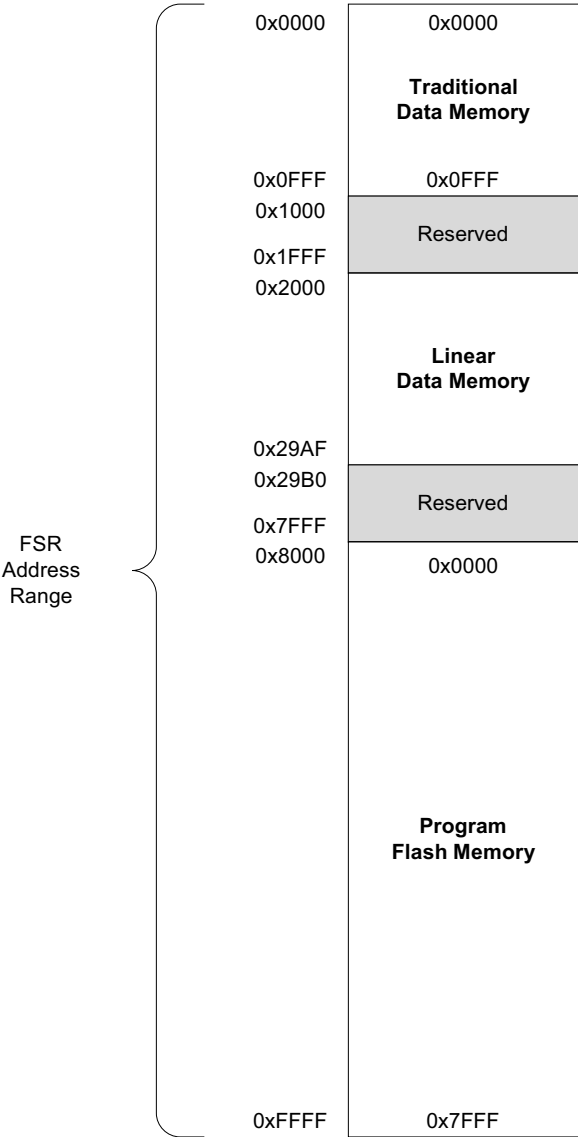 0x0000 0x0000
Traditional
Data Memory
0x0FFF 0x0FFF
0x1000
Reserved
0x1FFF
0x2000
Linear
Data Memory
0x29AF
0x29B0
Reserved
0x7FFF
0x8000
0x0000
FSR
Address
Range
Program
Flash Memory
0xFFFF 0x7FFF